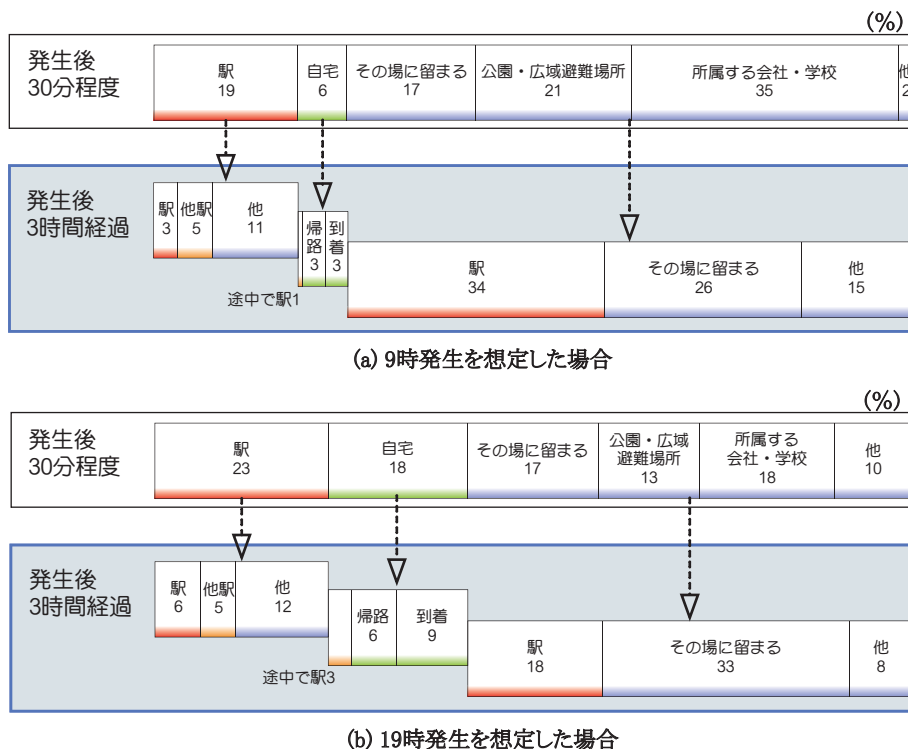 (%)
発生後
30分程度
駅
19
自宅
6
その場に留まる
17
公園・広域避難場所
21
所属する会社・学校
35
他
2
発生後
3時間経過
駅
3
他駅
5
他
11
帰路
3
到着
3
途中で駅1
駅
34
その場に留まる
26
他
15
(a) 9時発生を想定した場合
(%)
発生後
30分程度
駅
23
自宅
18
その場に留まる
17
公園・広域
避難場所
13
所属する
会社・学校
18
他
10
発生後
3時間経過
駅
6
他駅
5
他
12
帰路
6
到着
9
途中で駅3
駅
18
その場に留まる
33
他
8
(b) 19時発生を想定した場合